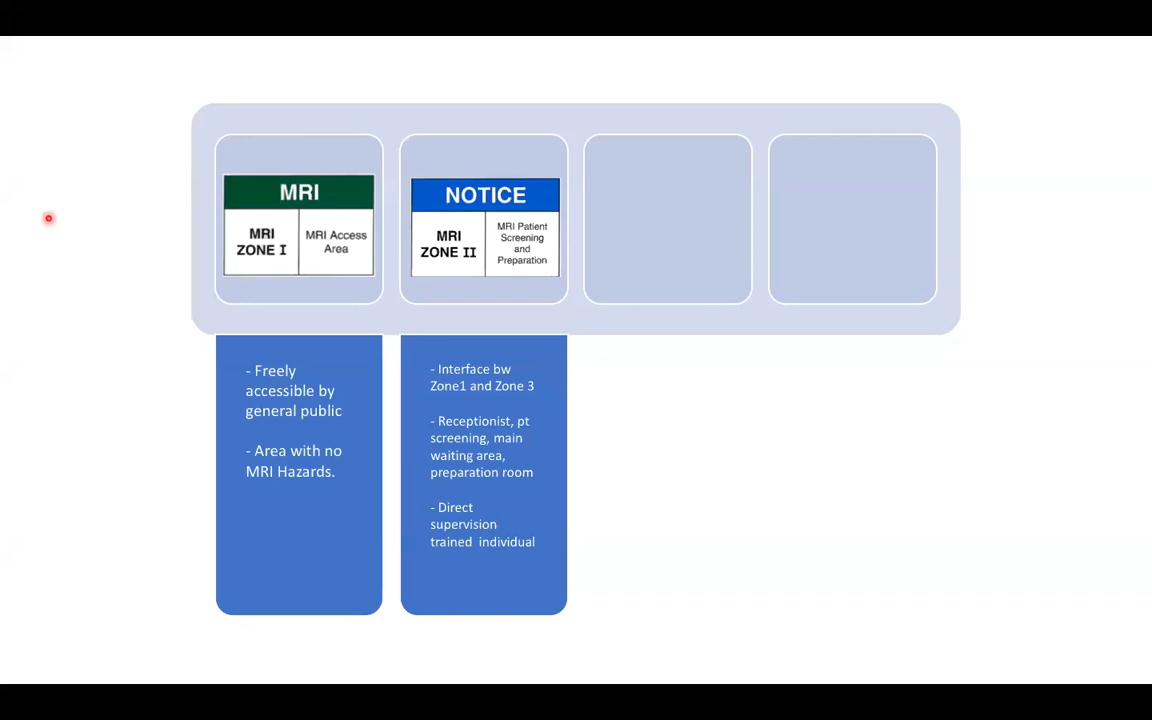 MRI
MRI
ZONE I
MRI Access
Area
NOTICE
MRI
ZONE II
MRI Patient
Screening
and
Preparation
- Freely
accessible by
general public
- Area with no
MRI Hazards.
- Interface bw
Zone1 and Zone 3
- Receptionist, pt
screening, main
waiting area,
preparation room
- Direct
supervision
trained  individual